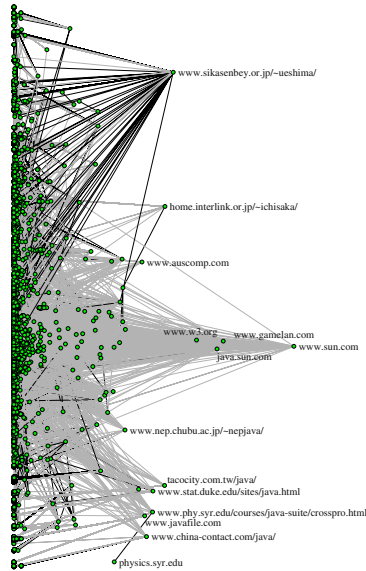 www.sikasenbey.or.jp/~ueshima/
home.interlink.or.jp/~ichisaka/
www.auscomp.com
www.w3.org
www.gamelan.com
www.sun.com
java.sun.com
www.nep.chubu.ac.jp/~nepjava/
tacocity.com.tw/java/
www.stat.duke.edu/sites/java.html
www.phy.syr.edu/courses/java-suite/crosspro.html
www.javafile.com
www.china-contact.com/java/
physics.syr.edu